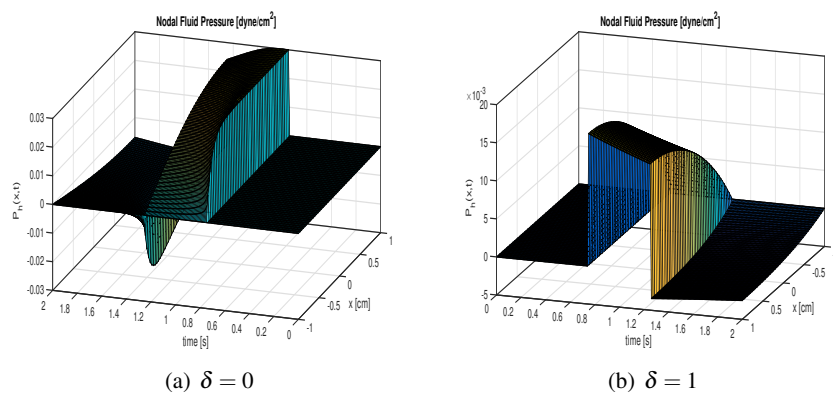 Nodal Fluid Pressure [dyne/cm²]
0.03
0.02
0.01
0
-0.01
-0.02
-0.03
P_h(x,t)
2 1.8 1.6 1.4 1.2 1 0.8 0.6 0.4 0.2 0
time [s]
-1 -0.5 0 0.5 1
x [cm]
(a) δ = 0
Nodal Fluid Pressure [dyne/cm²]
×10⁻³
20
15
10
5
0
-5
P_h(x,t)
0 0.2 0.4 0.6 0.8 1 1.2 1.4 1.6 1.8 2
time [s]
1 0.5 0 -0.5
x [cm]
(b) δ = 1